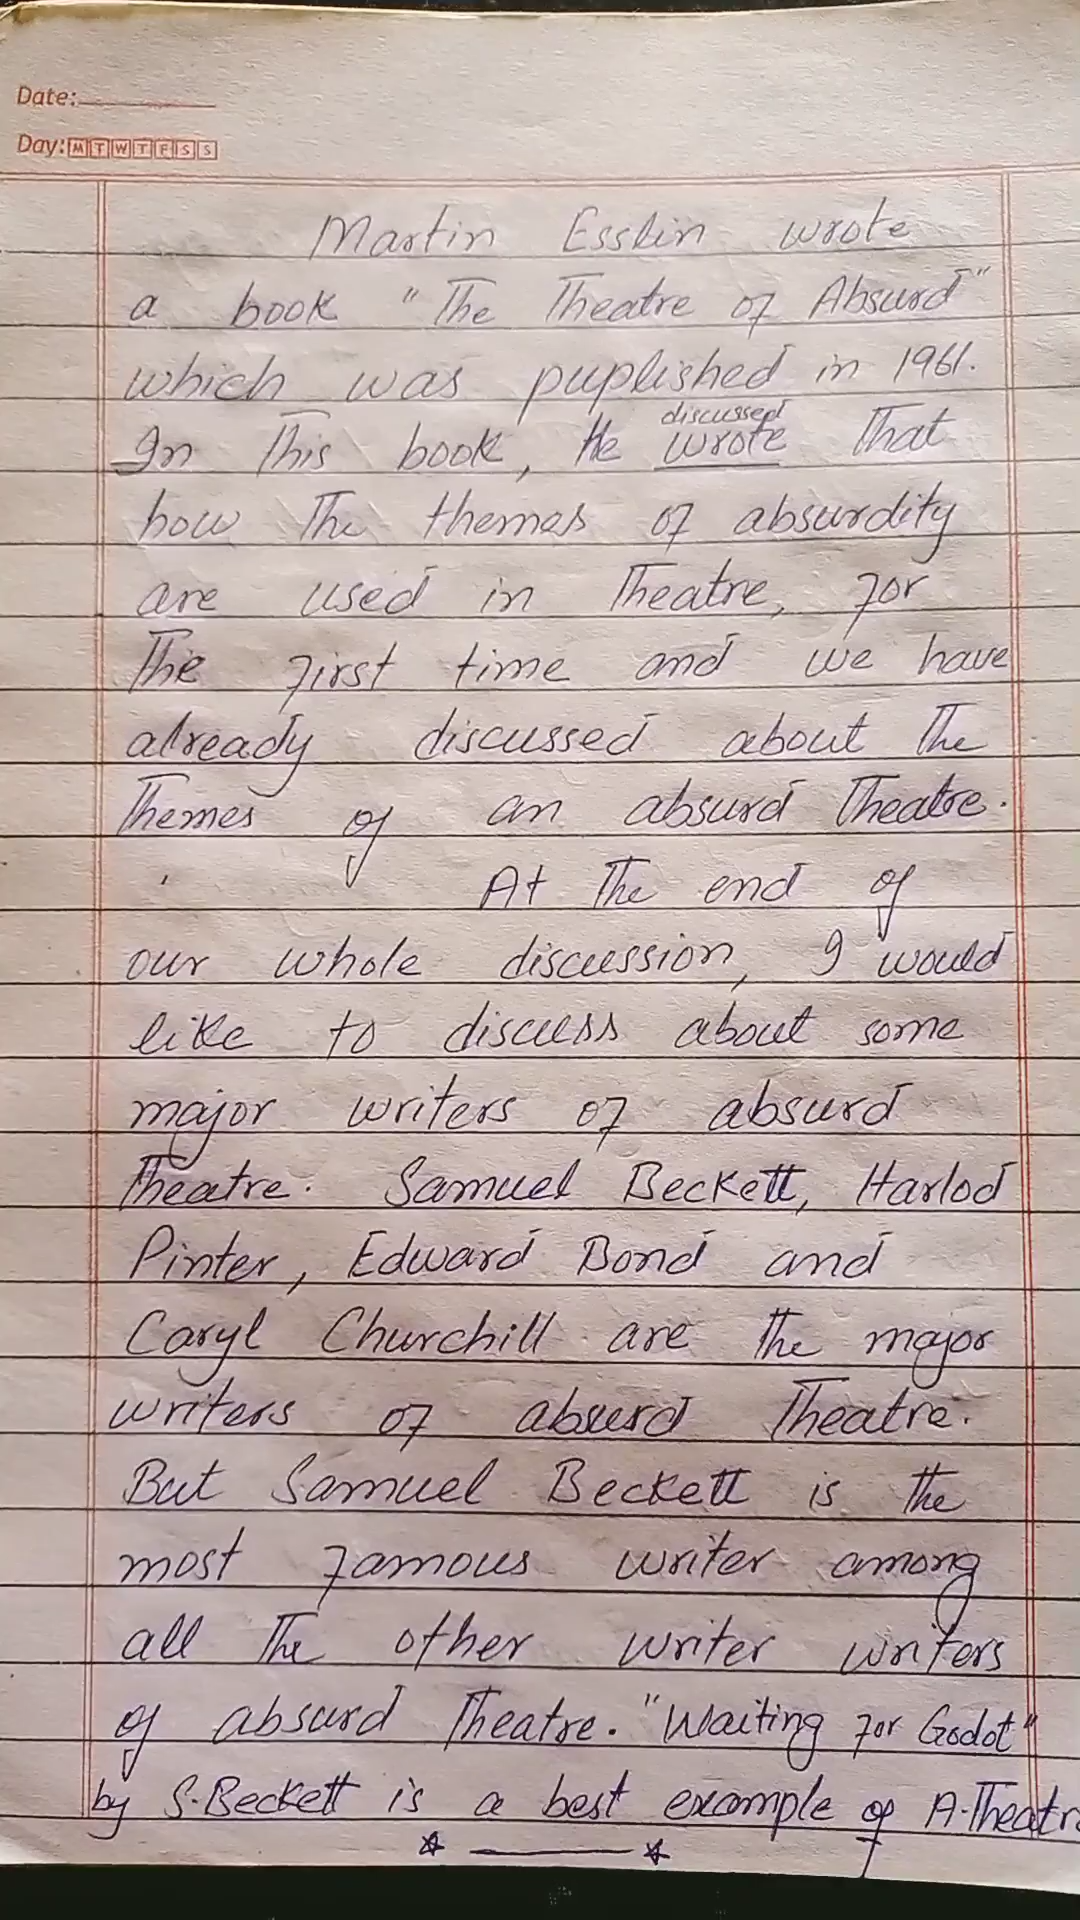 Date:
Day: M T W T F S S
Martin Esslin wrote
a book "The Theatre of Absurd"
which was puplished in 1961.
discussed
In this book, He wrote that
how the themes of absurdity
are used in Theatre, for
the first time and we have
already discussed about the
themes of an absurd Theatre.
At the end of
our whole discussion, I would
like to discuss about some
major writers of absurd
Theatre. Samuel Beckett, Harlod
Pinter, Edward Bond and
Caryl Churchill are the major
writers of absurd Theatre.
But Samuel Beckett is the
most famous writer among
all the other writer writers
of absurd Theatre. "Waiting for Godot"
by S.Beckett is a best example of A.Theatre